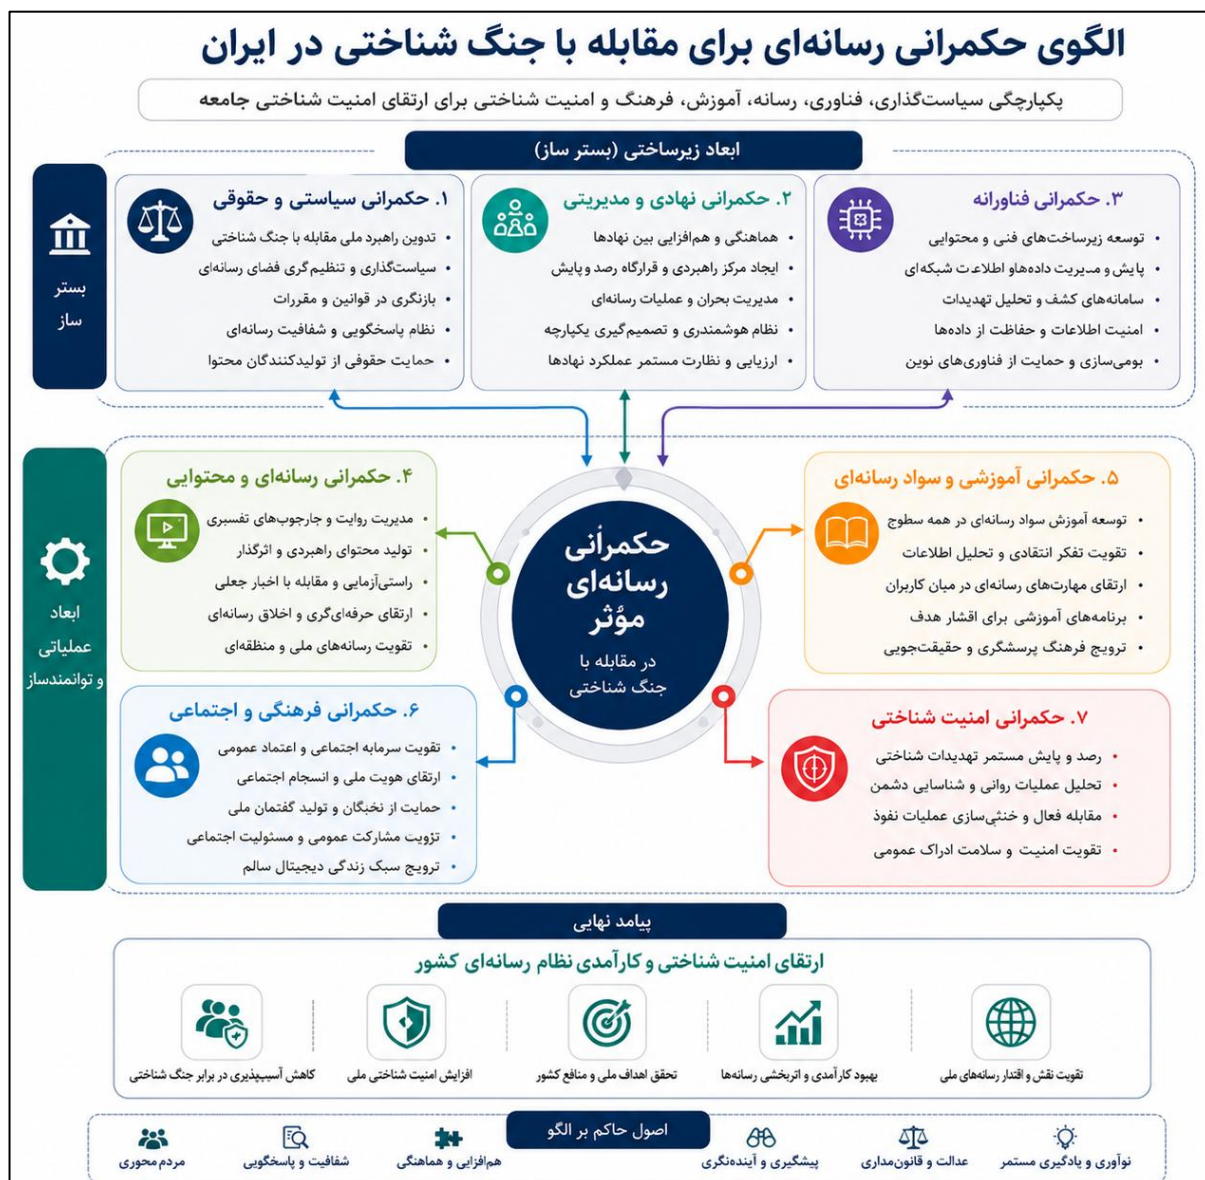 الگوی حکمرانی رسانه‌ای برای مقابله با جنگ شناختی در ایران
یکپارچگی سیاست‌گذاری، فناوری، رسانه، آموزش، فرهنگ و امنیت شناختی برای ارتقای امنیت شناختی جامعه
ابعاد زیرساختی (بستر ساز)
بستر
ساز
۱. حکمرانی سیاستی و حقوقی
• تدوین راهبرد ملی مقابله با جنگ شناختی
• سیاست‌گذاری و تنظیم‌گری فضای رسانه‌ای
• بازنگری در قوانین و مقررات
• نظام پاسخگویی و شفافیت رسانه‌ای
• حمایت حقوقی از تولیدکنندگان محتوا
۲. حکمرانی نهادی و مدیریتی
• هماهنگی و هم‌افزایی بین نهادها
• ایجاد مرکز راهبردی و قرارگاه رصد و پایش
• مدیریت بحران و عملیات رسانه‌ای
• نظام هوشمندری و تصمیم‌گیری یکپارچه
• ارزیابی و نظارت مستمر عملکرد نهادها
۳. حکمرانی فناورانه
• توسعه زیرساخت‌های فنی و محتوایی
• پایش و مدیریت داده‌هاو اطلاعات شبکه‌ای
• سامانه‌های کشف و تحلیل تهدیدات
• امنیت اطلاعات و حفاظت از داده‌ها
• بومی‌سازی و حمایت از فناوری‌های نوین
ابعاد
عملیاتی
و توانمندساز
۴. حکمرانی رسانه‌ای و محتوایی
• مدیریت روایت و جارجوب‌های تفسیری
• تولید محتوای راهبردی و اثرگذار
• راستی‌آزمایی و مقابله با اخبار جعلی
• ارتقای حرفه‌ای‌گری و اخلاق رسانه‌ای
• تقویت رسانه‌های ملی و منظقه‌ای
۵. حکمرانی آموزشی و سواد رسانه‌ای
• توسعه آموزش سواد رسانه‌ای در همه سطوح
• تقویت تفکر انتقادی و تحلیل اطلاعات
• ارتقای مهارت‌های رسانه‌ای در میان کاربران
• برنامه‌های آموزشی برای اقشار هدف
• ترویج فرهنگ پرسشگری و حقیقت‌جویی
حکمرانی
رسانه‌ای
مؤثر
در مقابله با
جنگ شناختی
۶. حکمرانی فرهنگی و اجتماعی
• تقویت سرمایه اجتماعی و اعتماد عمومی
• ارتقای هویت ملی و انسجام اجتماعی
• حمایت از نخبگان و تولید گفتمان ملی
• تزویت مشارکت عمومی و مسئولیت اجتماعی
• ترویج سبک زندگی دیجیتال سالم
۷. حکمرانی امنیت شناختی
• رصد و پایش مستمر تهدیدات شناختی
• تحلیل عملیات روانی و شناسایی دشمن
• مقابله فعال و خنثی‌سازی عملیات نفوذ
• تقویت امنیت و سلامت ادراک عمومی
پیامد نهایی
ارتقای امنیت شناختی و کارآمدی نظام رسانه‌ای کشور
تقویت نقش و اقتدار رسانه‌های ملی
بهبود کارآمدی و اثربخشی رسانه‌ها
تحقق اهداف ملی و منافع کشور
افزایش امنیت شناختی ملی
کاهش آسیب‌پذیری در برابر جنگ شناختی
اصول حاکم بر الگو
نوآوری و یادگیری مستمر
عدالت و قانون‌مداری
پیشگیری و آینده‌نگری
هم‌افزایی و هماهنگی
شفافیت و پاسخگویی
مردم محوری